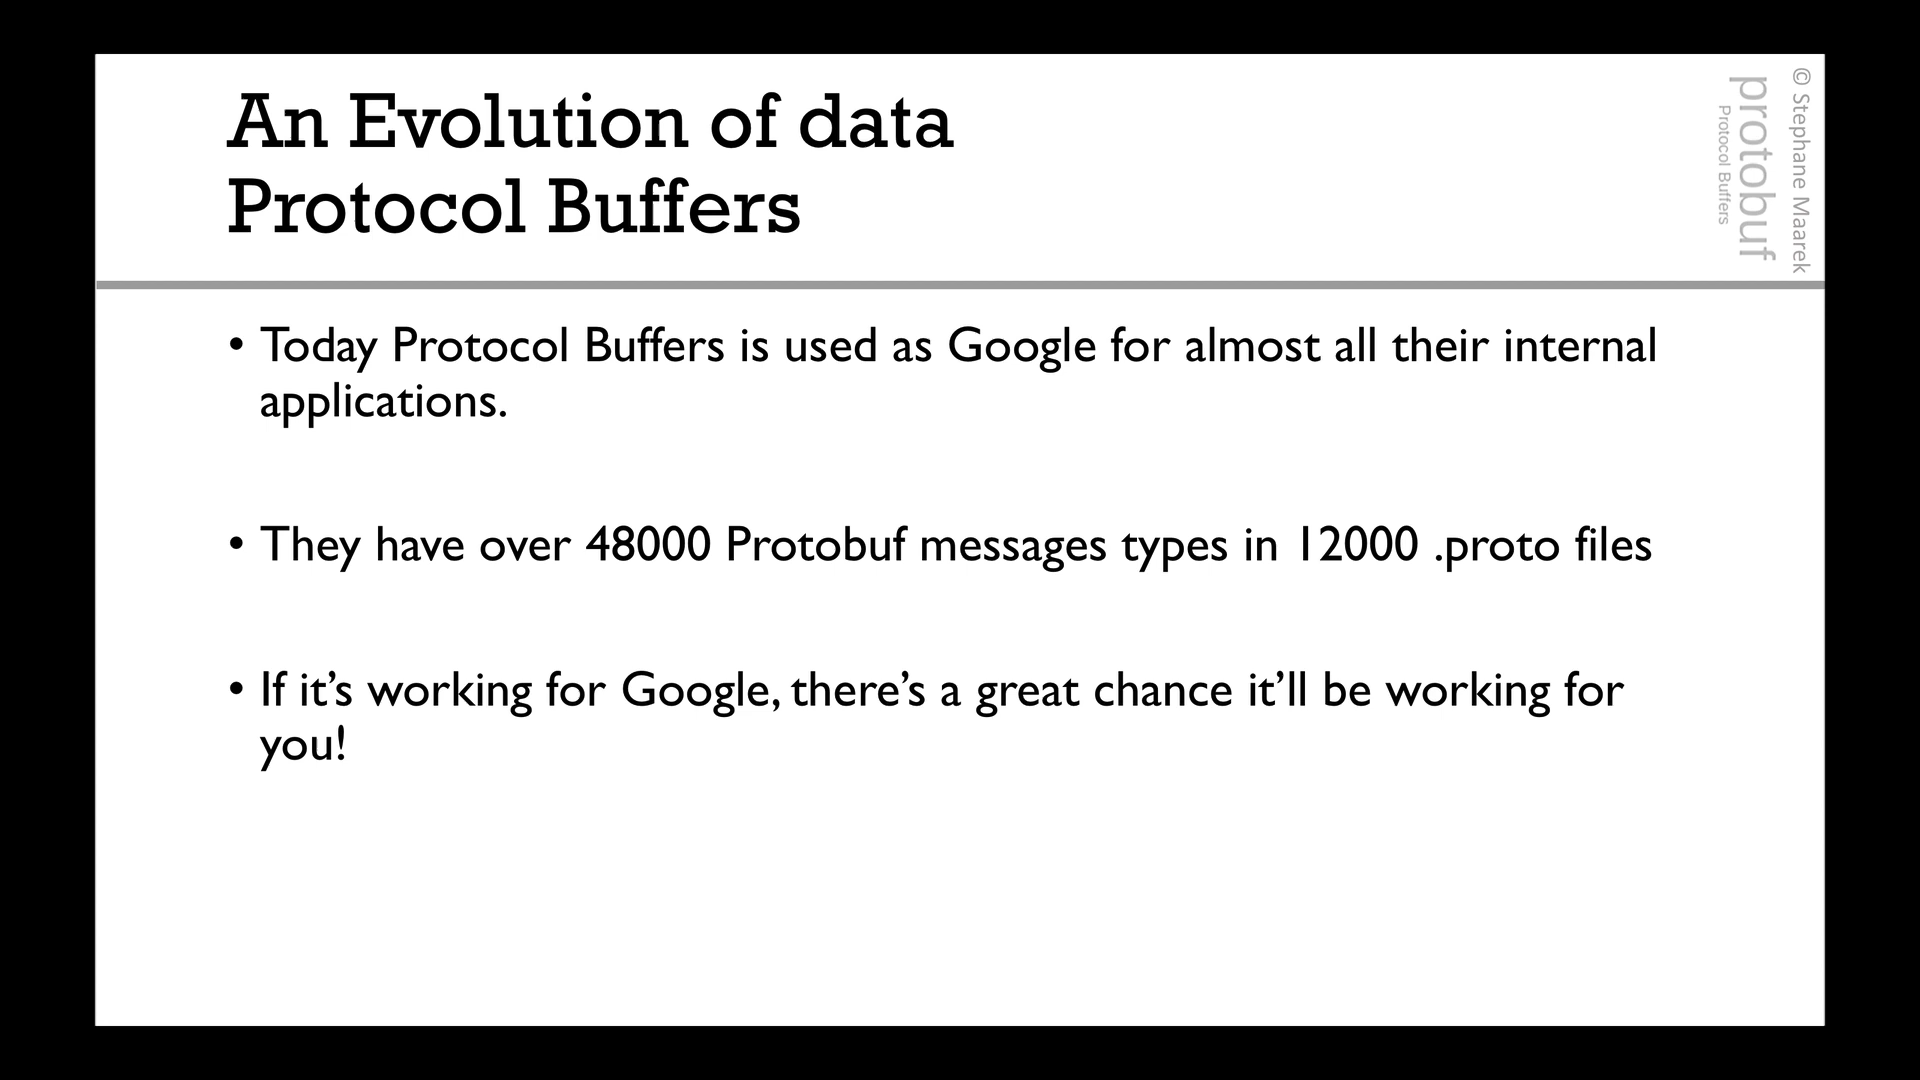 An Evolution of data
Protocol Buffers
© Stephane Maarek
protobuf
Protocol Buffers
• Today Protocol Buffers is used as Google for almost all their internal
applications.
• They have over 48000 Protobuf messages types in 12000 .proto files
• If it’s working for Google, there’s a great chance it’ll be working for
you!